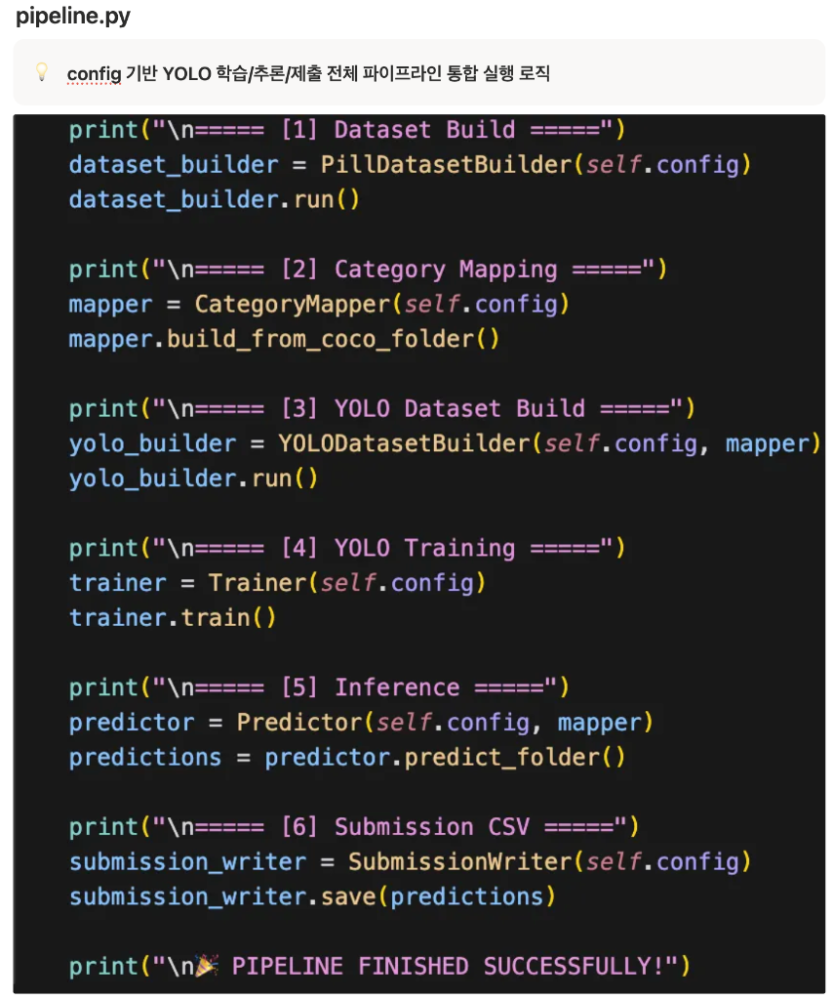 pipeline.py
💡 config 기반 YOLO 학습/추론/제출 전체 파이프라인 통합 실행 로직
print("\n===== [1] Dataset Build =====")
dataset_builder = PillDatasetBuilder(self.config)
dataset_builder.run()
print("\n===== [2] Category Mapping =====")
mapper = CategoryMapper(self.config)
mapper.build_from_coco_folder()
print("\n===== [3] YOLO Dataset Build =====")
yolo_builder = YOLODatasetBuilder(self.config, mapper)
yolo_builder.run()
print("\n===== [4] YOLO Training =====")
trainer = Trainer(self.config)
trainer.train()
print("\n===== [5] Inference =====")
predictor = Predictor(self.config, mapper)
predictions = predictor.predict_folder()
print("\n===== [6] Submission CSV =====")
submission_writer = SubmissionWriter(self.config)
submission_writer.save(predictions)
print("\n🎉 PIPELINE FINISHED SUCCESSFULLY!")